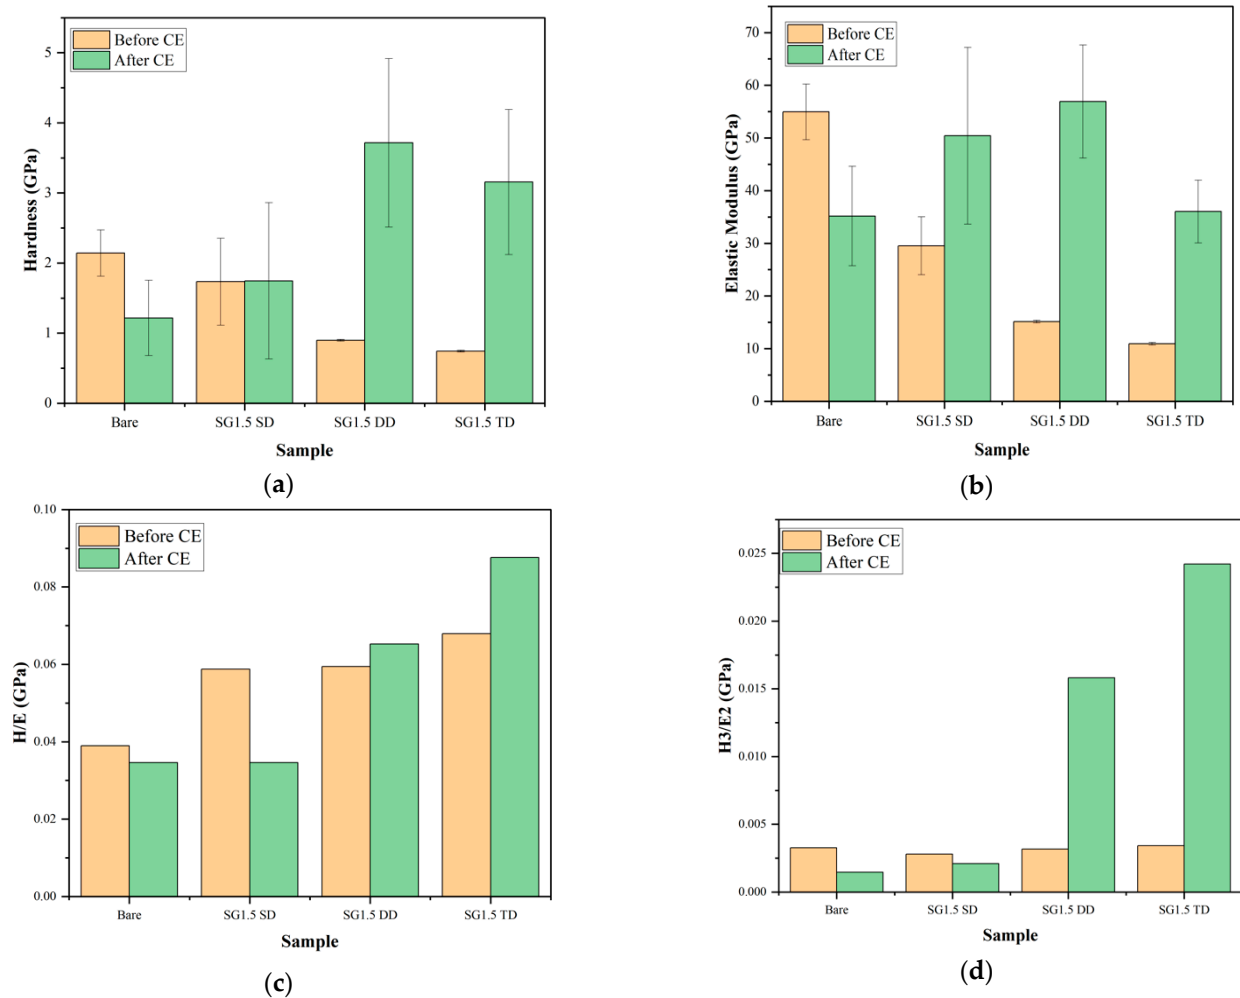 Hardness (GPa)
5
4
3
2
1
0
Before CE
After CE
Bare
SG1.5 SD
SG1.5 DD
SG1.5 TD
Sample
(a)
Elastic Modulus (GPa)
70
60
50
40
30
20
10
0
Before CE
After CE
Bare
SG1.5 SD
SG1.5 DD
SG1.5 TD
Sample
(b)
H/E (GPa)
0.10
0.08
0.06
0.04
0.02
0.00
Before CE
After CE
Bare
SG1.5 SD
SG1.5 DD
SG1.5 TD
Sample
(c)
H3/E2 (GPa)
0.025
0.020
0.015
0.010
0.005
0.000
Before CE
After CE
Bare
SG1.5 SD
SG1.5 DD
SG1.5 TD
Sample
(d)